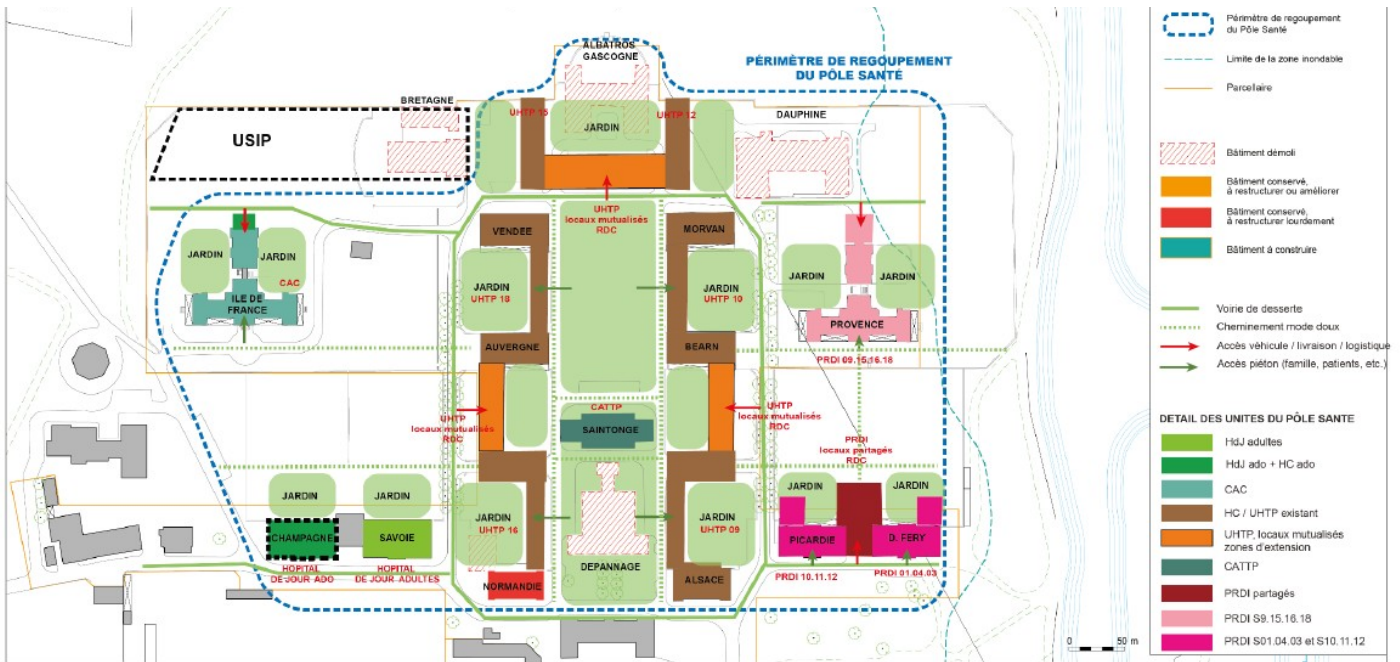 ALBATROS
GASCOGNE
PÉRIMÈTRE DE REGOUPEMENT
DU PÔLE SANTÉ
BRETAGNE
UHTP 15
UHTP 12
DAUPHINE
USIP
JARDIN
UHTP
locaux mutualisés
RDC
VENDEE
MORVAN
JARDIN
JARDIN
CAC
ILE DE
FRANCE
JARDIN
UHTP 18
JARDIN
UHTP 10
JARDIN
JARDIN
PROVENCE
AUVERGNE
BEARN
PRDI 09.15.16.18
UHTP
locaux mutualisés
RDC
CATTP
SAINTONGE
UHTP
locaux mutualisés
RDC
PRDI
locaux partagés
RDC
JARDIN
JARDIN
JARDIN
UHTP 16
JARDIN
UHTP 09
JARDIN
JARDIN
CHAMPAGNE
SAVOIE
PICARDIE
D. FERY
HOPITAL
DE JOUR ADO
HOPITAL
DE JOUR ADULTES
DEPANNAGE
NORMANDIE
ALSACE
PRDI 10.11.12
PRDI 01.04.03
0 50 m
Périmètre de regoupement
du Pôle Santé
Limite de la zone inondable
Parcellaire
Bâtiment démoli
Bâtiment conservé,
à restructurer ou améliorer
Bâtiment conservé,
à restructurer lourdement
Bâtiment à construire
Voirie de desserte
Cheminement mode doux
Accès véhicule / livraison / logistique
Accès piéton (famille, patients, etc.)
DETAIL DES UNITES DU PÔLE SANTE
HdJ adultes
HdJ ado + HC ado
CAC
HC / UHTP existant
UHTP, locaux mutualisés
zones d'extension
CATTP
PRDI partagés
PRDI S9.15.16.18
PRDI S01.04.03 et S10.11.12